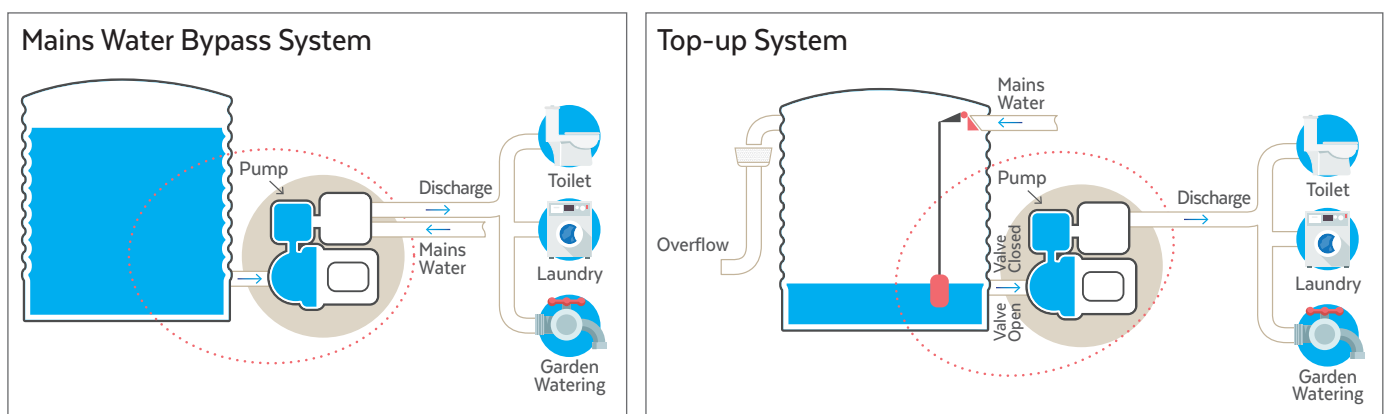 Mains Water Bypass System
Pump
Discharge
Mains
Water
Toilet
Laundry
Garden
Watering
Top-up System
Mains
Water
Overflow
Pump
Valve
Closed
Valve
Open
Discharge
Toilet
Laundry
Garden
Watering